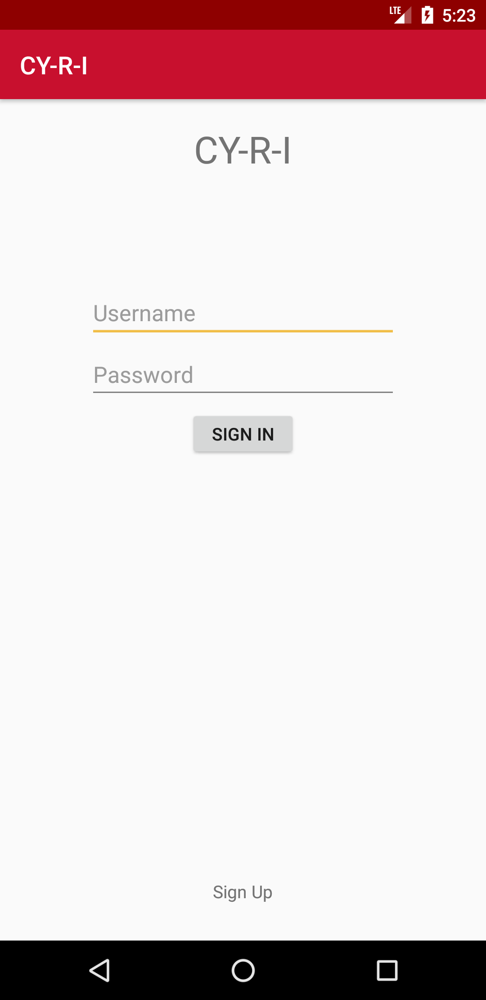 LTE 5:23
CY-R-I
CY-R-I
Username
Password
SIGN IN
Sign Up